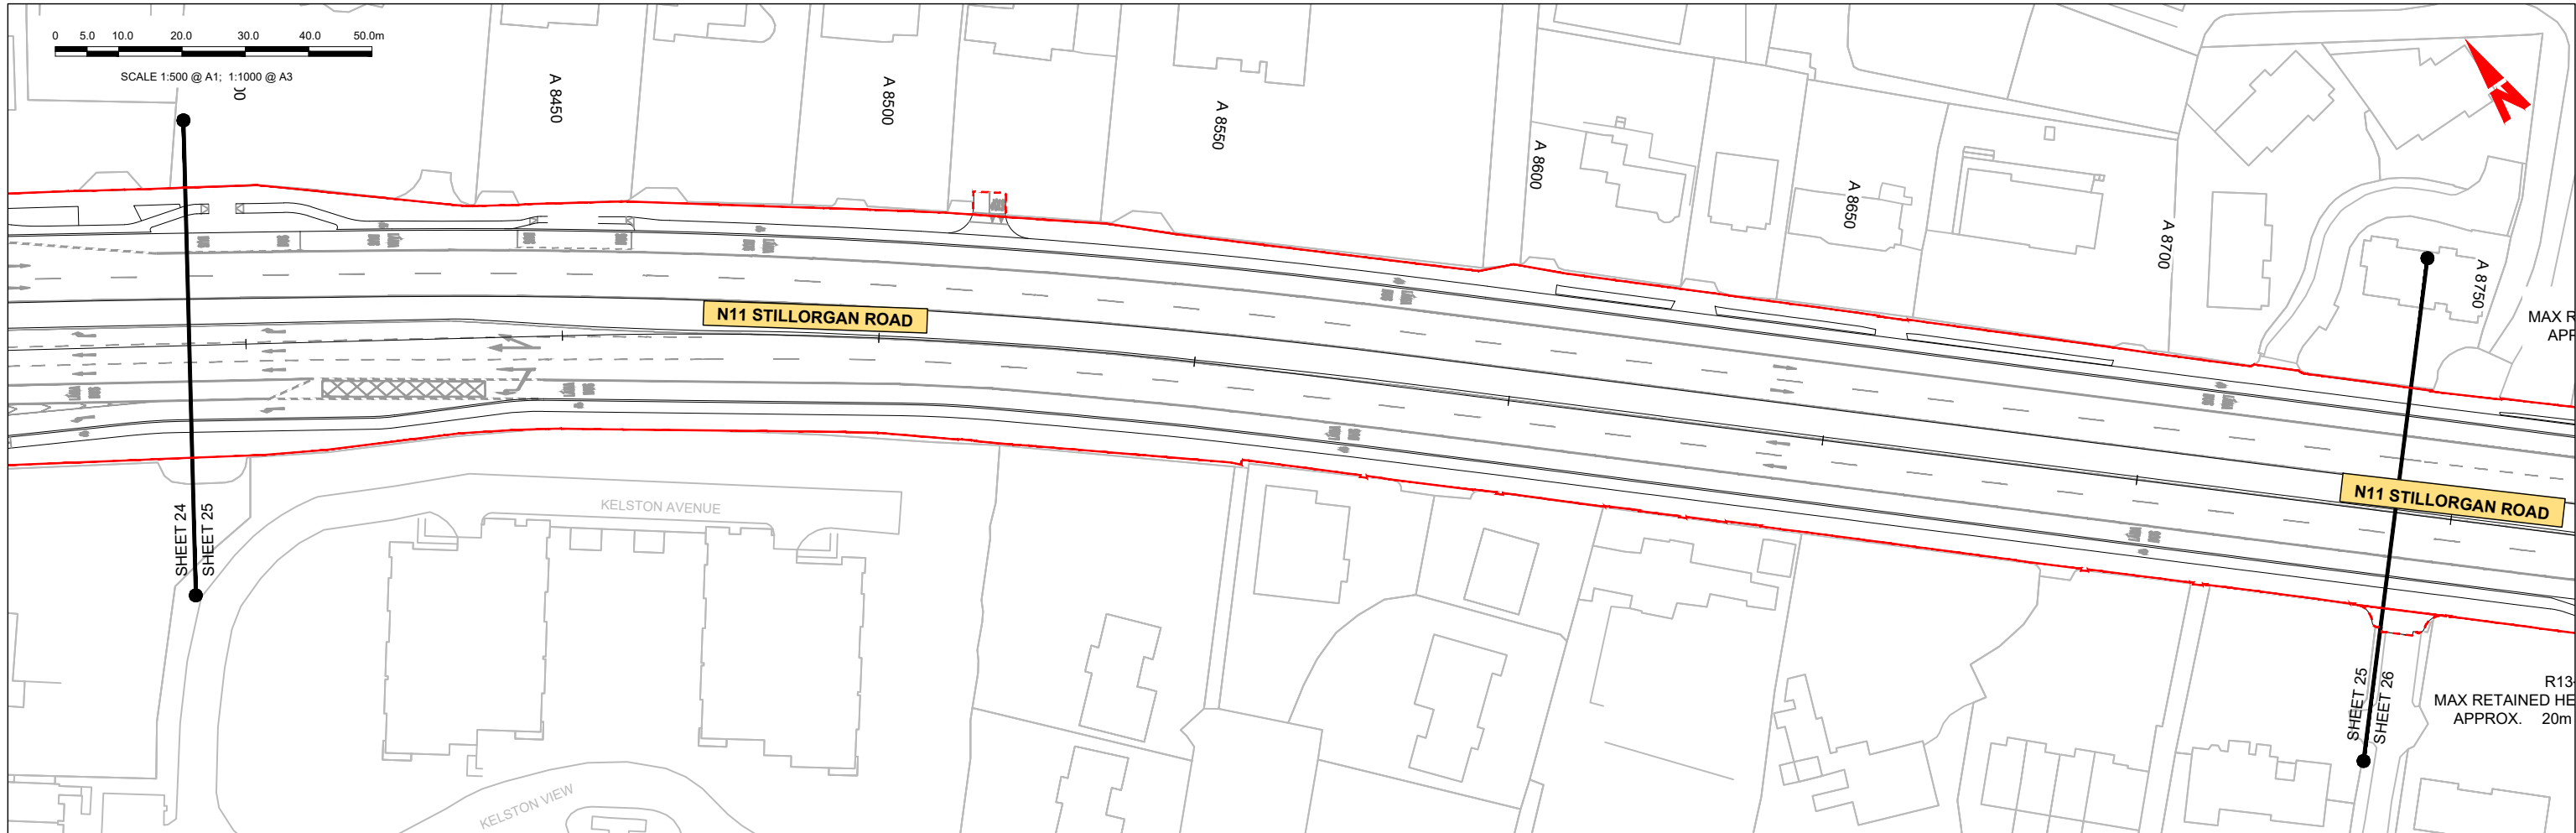 0 5.0 10.0 20.0 30.0 40.0 50.0m
SCALE 1:500 @ A1; 1:1000 @ A3
A 8450
A 8500
A 8550
A 8600
A 8650
A 8700
A 8750
N
MAX R
APP
N11 STILLORGAN ROAD
N11 STILLORGAN ROAD
KELSTON AVENUE
SHEET 24
SHEET 25
KELSTON VIEW
SHEET 25
SHEET 26
R13-
MAX RETAINED HE
APPROX. 20m